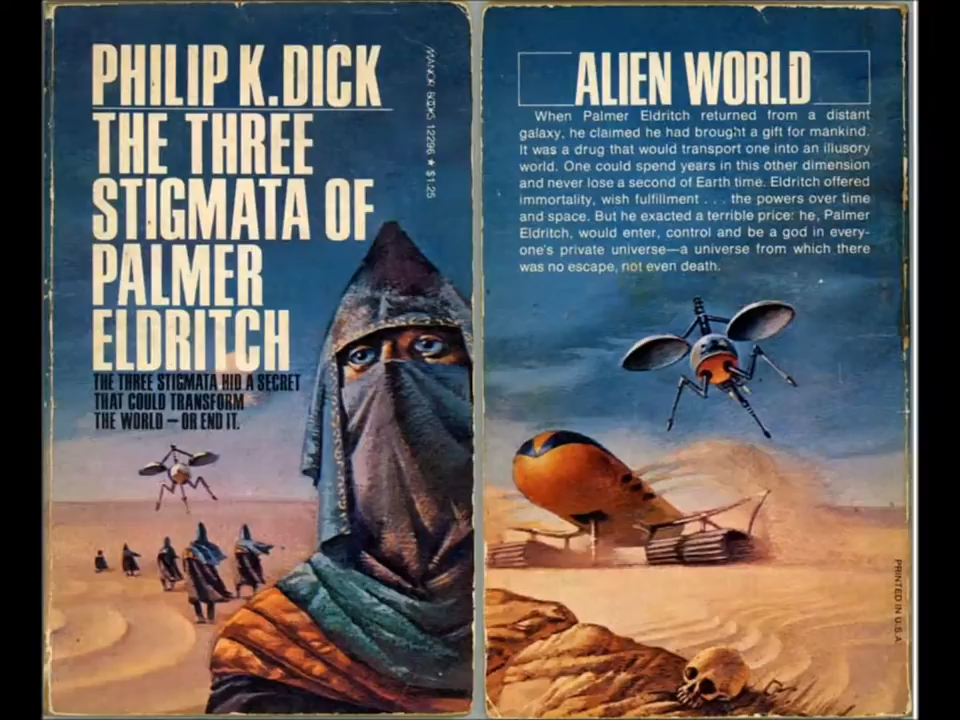 PHILIP K. DICK
THE THREE
STIGMATA OF
PALMER
ELDRITCH
THE THREE STIGMATA HID A SECRET
THAT COULD TRANSFORM
THE WORLD — OR END IT.
MANOR BOOKS 12296 ★ $1.25
ALIEN WORLD
When Palmer Eldritch returned from a distant
galaxy, he claimed he had brought a gift for mankind.
It was a drug that would transport one into an illusory
world. One could spend years in this other dimension
and never lose a second of Earth time. Eldritch offered
immortality, wish fulfillment . . . the powers over time
and space. But he exacted a terrible price: he, Palmer
Eldritch, would enter, control and be a god in every-
one's private universe—a universe from which there
was no escape, not even death.
PRINTED IN U.S.A